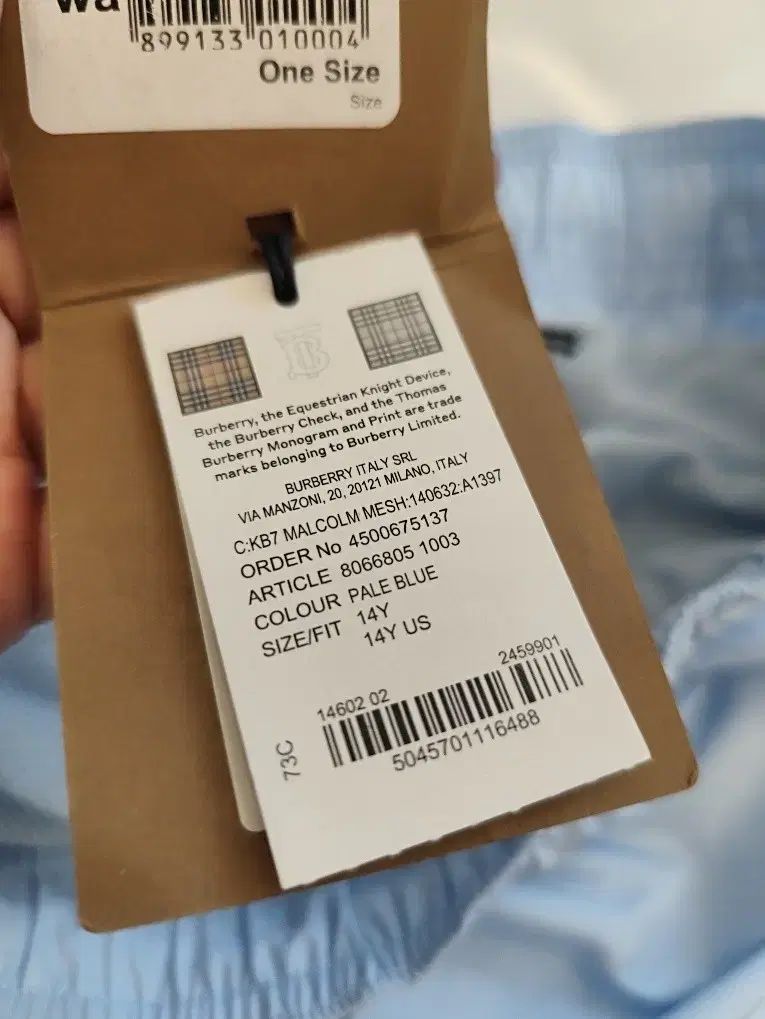 wa
899133 010004
One Size
Size
Burberry, the Equestrian Knight Device,
the Burberry Check, and the Thomas
Burberry Monogram and Print are trade
marks belonging to Burberry Limited.
BURBERRY ITALY SRL
VIA MANZONI, 20, 20121 MILANO, ITALY
C:KB7 MALCOLM MESH:140632:A1397
ORDER No 4500675137
ARTICLE 8066805 1003
COLOUR PALE BLUE
SIZE/FIT 14Y
14Y US
14602 02 2459901
73C
5045701116488